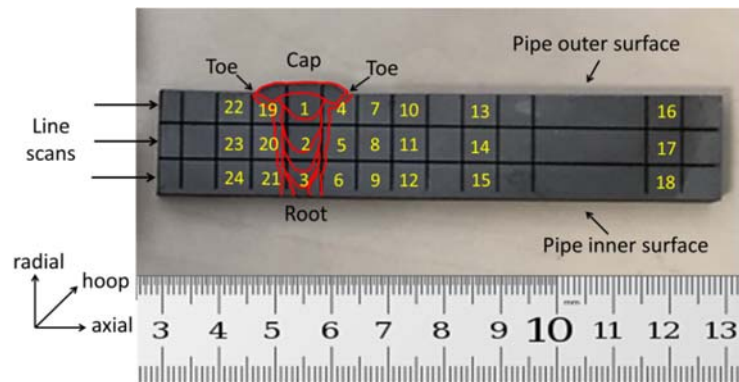 Cap
Pipe outer surface
Toe
Toe
22 19 1 4 7 10 13 16
Line scans
23 20 2 5 8 11 14 17
24 21 3 6 9 12 15 18
Root
Pipe inner surface
radial
hoop
axial
mm
3 4 5 6 7 8 9 10 11 12 13